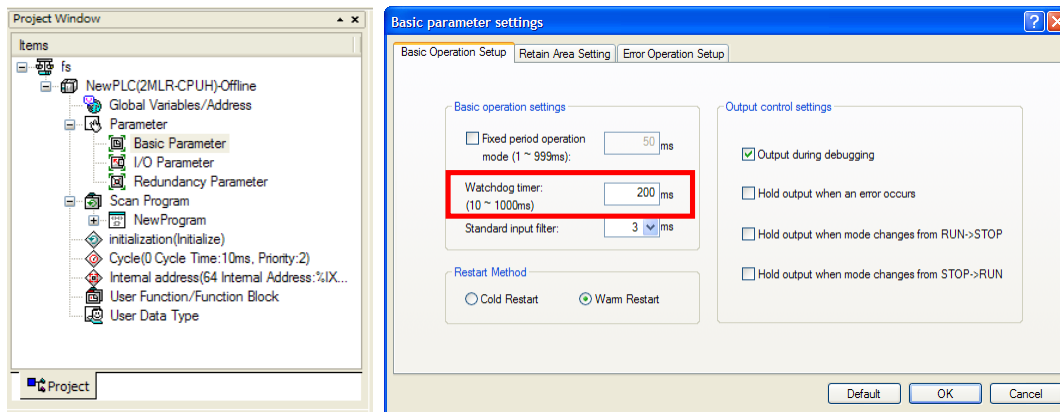 Project Window
Items
fs
NewPLC(2MLR-CPUH)-Offline
Global Variables/Address
Parameter
Basic Parameter
I/O Parameter
Redundancy Parameter
Scan Program
NewProgram
initialization(Initialize)
Cycle(0 Cycle Time:10ms, Priority:2)
Internal address(64 Internal Address:%IX...
User Function/Function Block
User Data Type
Project
Basic parameter settings
Basic Operation Setup Retain Area Setting Error Operation Setup
Basic operation settings
Fixed period operation
mode (1 ~ 999ms): 50 ms
Watchdog timer:
(10 ~ 1000ms) 200 ms
Standard input filter: 3 ms
Restart Method
Cold Restart Warm Restart
Output control settings
Output during debugging
Hold output when an error occurs
Hold output when mode changes from RUN->STOP
Hold output when mode changes from STOP->RUN
Default OK Cancel